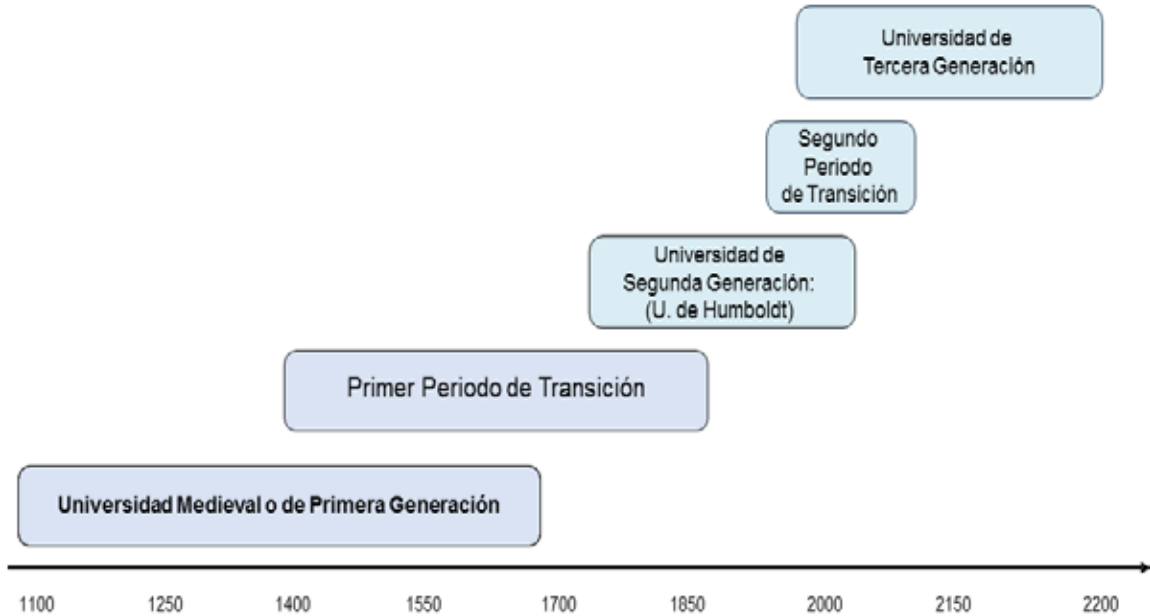 Universidad de
Tercera Generación
Segundo
Periodo
de Transición
Universidad de
Segunda Generación:
(U. de Humboldt)
Primer Periodo de Transición
Universidad Medieval o de Primera Generación
1100 1250 1400 1550 1700 1850 2000 2150 2200